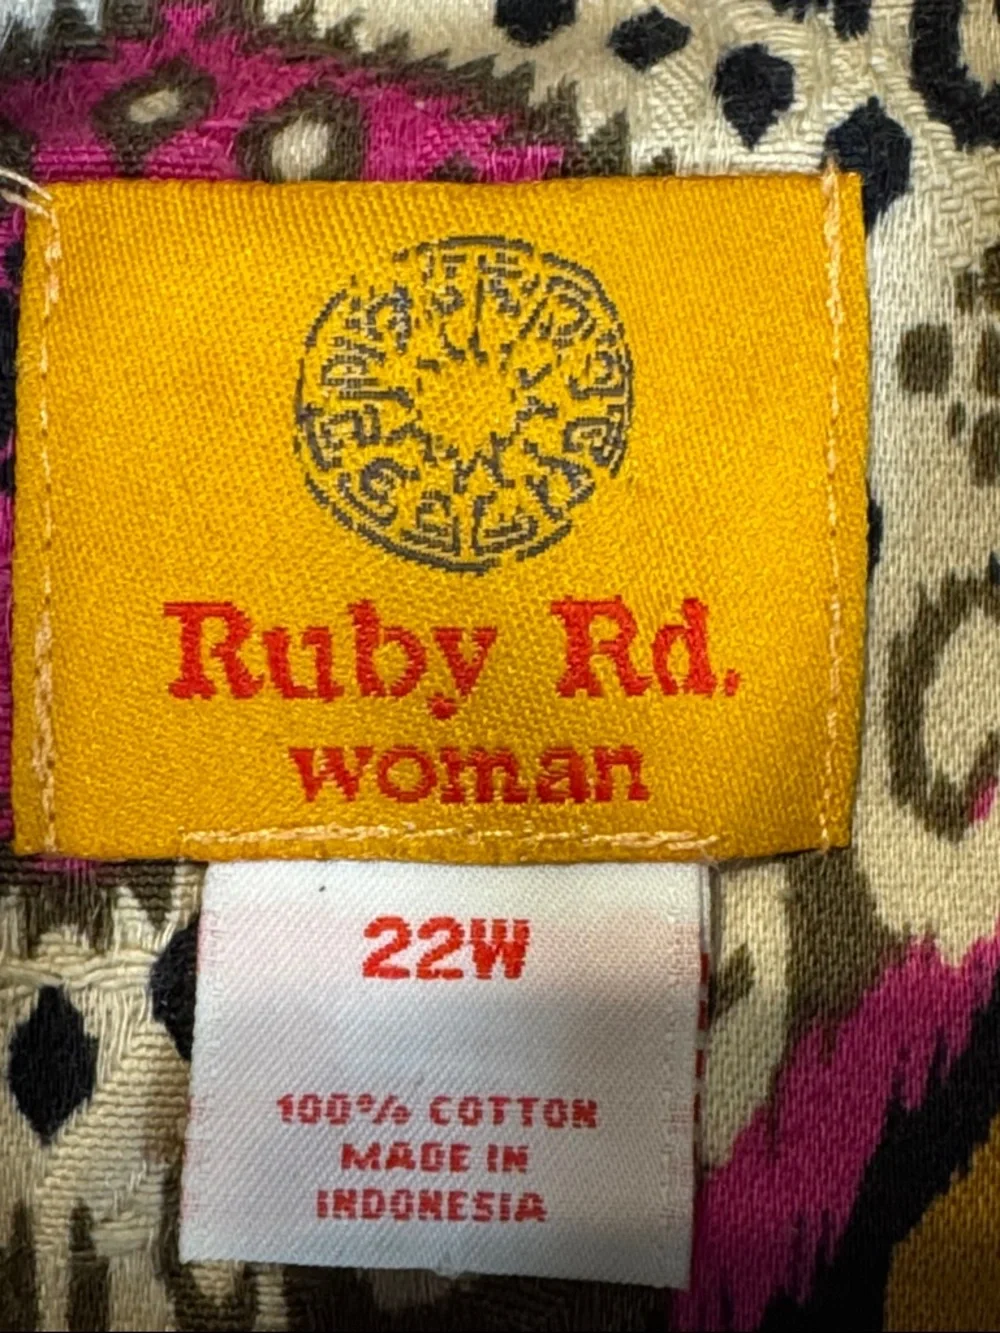 Ruby Rd.
woman
22W
100% COTTON
MADE IN
INDONESIA